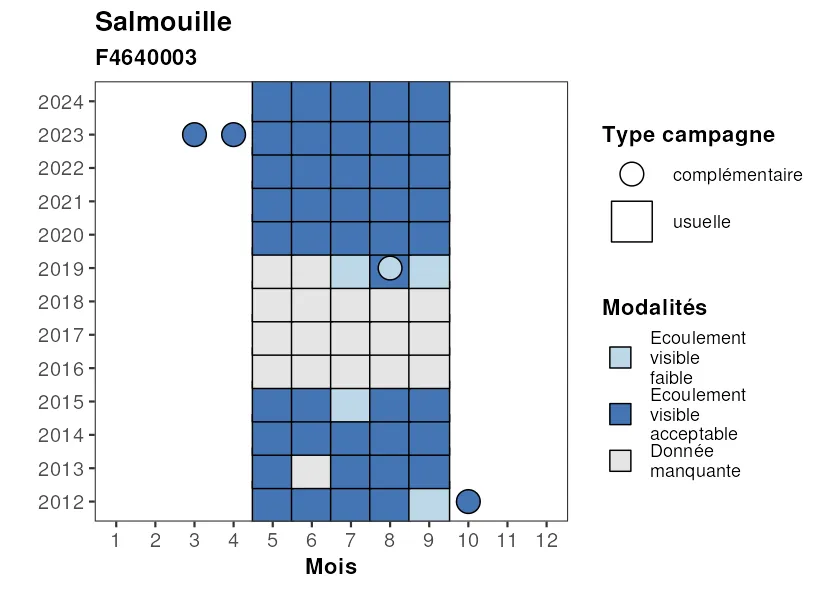 Salmouille
F4640003
2024
2023
2022
2021
2020
2019
2018
2017
2016
2015
2014
2013
2012
1 2 3 4 5 6 7 8 9 10 11 12
Mois
Type campagne
complémentaire
usuelle
Modalités
Ecoulement
visible
faible
Ecoulement
visible
acceptable
Donnée
manquante